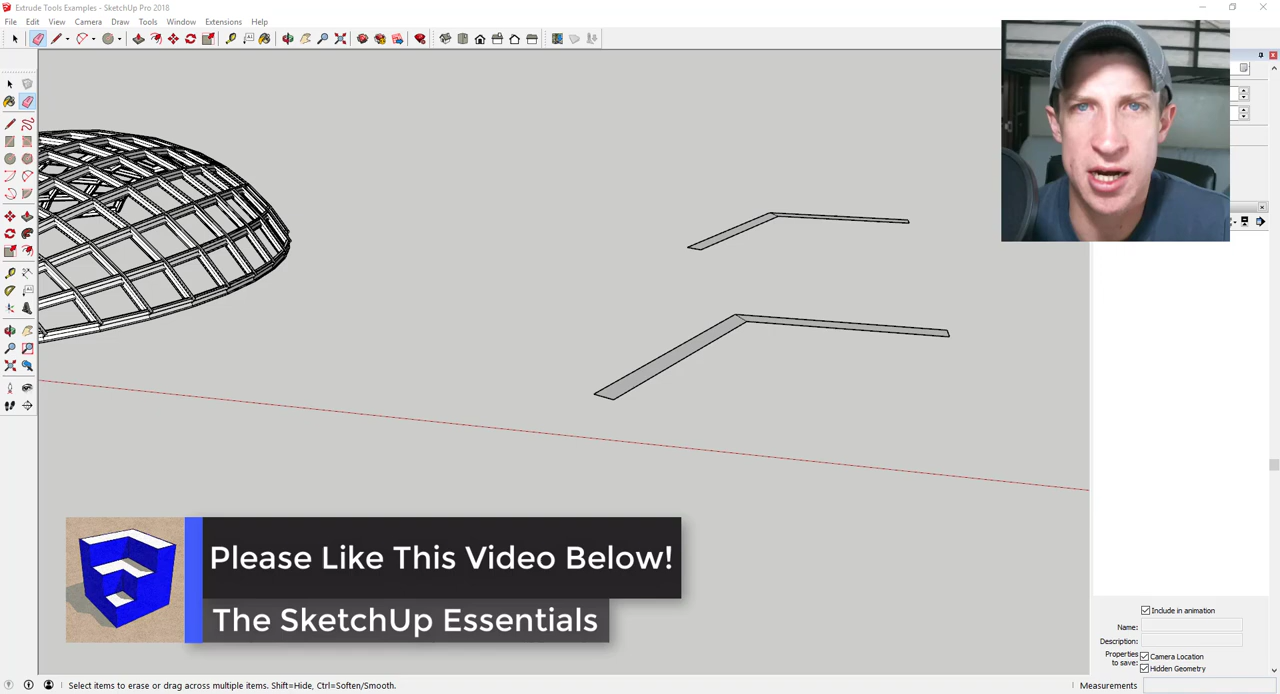 Extrude Tools Examples - SketchUp Pro 2018
File Edit View Camera Draw Tools Window Extensions Help
Please Like This Video Below!
The SketchUp Essentials
Include in animation
Name:
Description:
Properties
to save:
Camera Location
Hidden Geometry
Select items to erase or drag across multiple items. Shift=Hide, Ctrl=Soften/Smooth.
Measurements